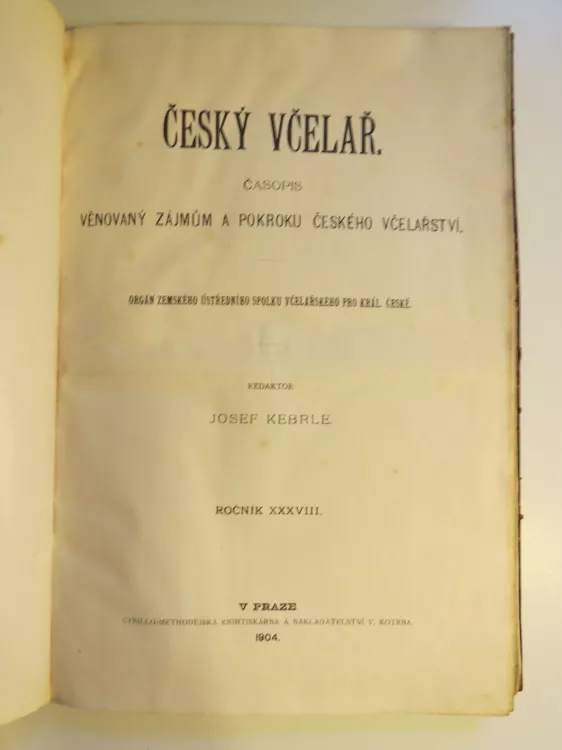 ČESKÝ VČELAŘ.
ČASOPIS
VĚNOVANÝ ZÁJMŮM A POKROKU ČESKÉHO VČELAŘSTVÍ.
ORGÁN ZEMSKÉHO ÚSTŘEDNÍHO SPOLKU VČELAŘSKÉHO PRO KRÁL. ČESKÉ.
REDAKTOR
JOSEF KEBRLE.
ROČNÍK XXXVIII.
V PRAZE
CYRILLO-METHODĚJSKÁ KNIHTISKÁRNA A NAKLADATELSTVÍ V. KOTRBA.
1904.